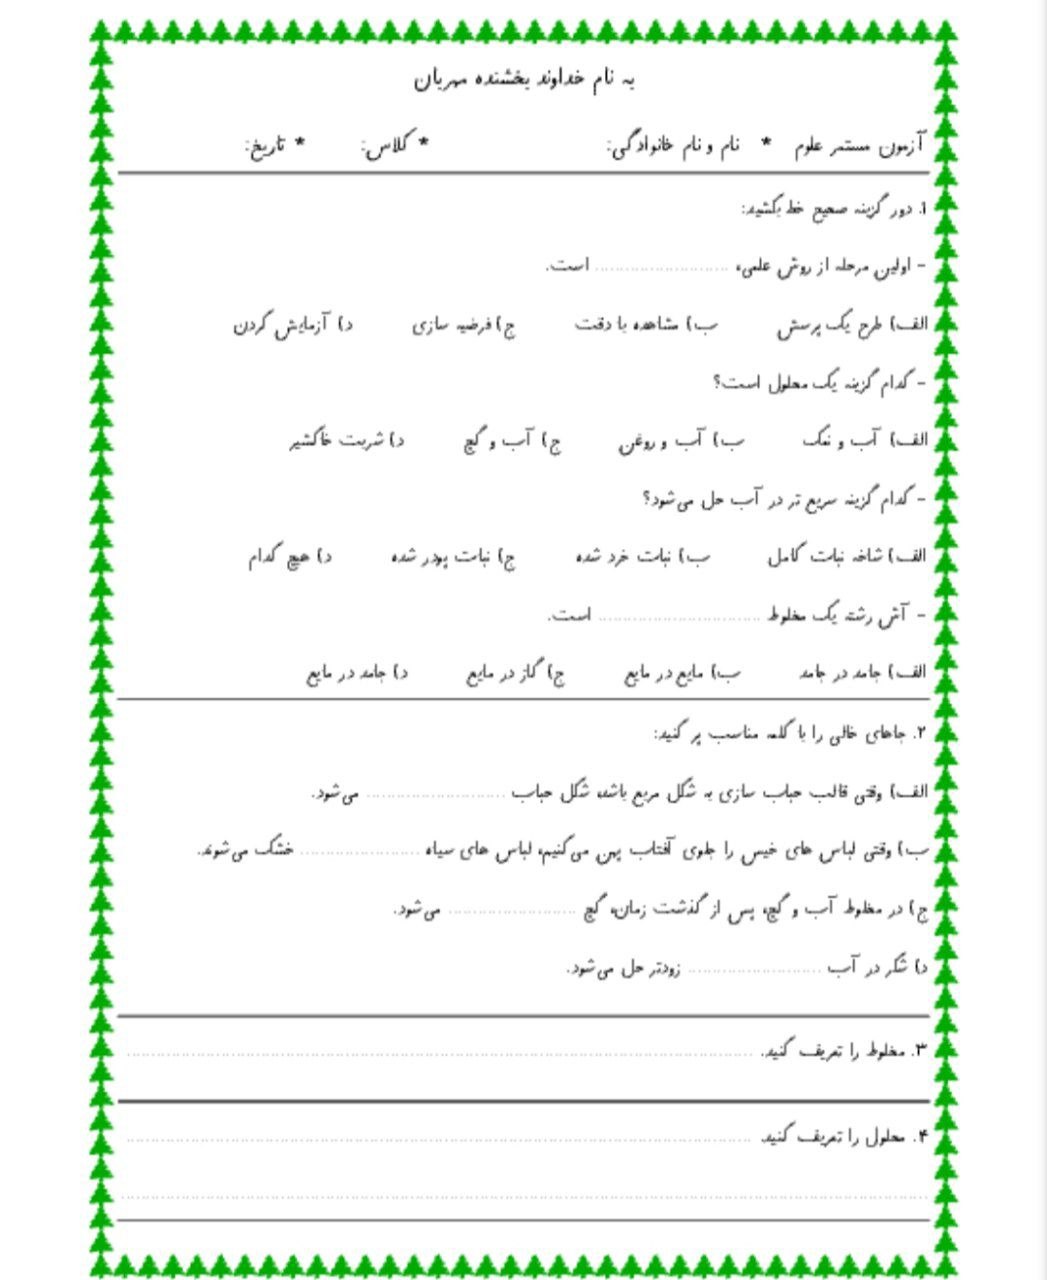 به نام خداوند بخشنده مهربان
آزمون مستمر علوم * نام و نام خانوادگی: * کلاس: * تاریخ:
۱. دور گزینه صحیح خط بکشید:
- اولین مرحله از روش علمی، .......................... است.
الف) طرح یک پرسش ب) مشاهده با دقت ج) فرضیه سازی د) آزمایش کردن
- کدام گزینه یک محلول است؟
الف) آب و نمک ب) آب و روغن ج) آب و گچ د) شربت خاکشیر
- کدام گزینه سریع تر در آب حل می‌شود؟
الف) شاخه نبات کامل ب) نبات خرد شده ج) نبات پودر شده د) هیچ کدام
- آش رشته یک مخلوط .......................... است.
الف) جامد در جامد ب) مایع در مایع ج) گاز در مایع د) جامد در مایع
۲. جاهای خالی را با کلمه مناسب پر کنید:
الف) وقتی قالب حباب سازی به شکل مربع باشد، شکل حباب .......................... می‌شود.
ب) وقتی لباس های خیس را جلوی آفتاب پهن می‌کنیم، لباس های سیاه .......................... خشک می‌شوند.
ج) در مخلوط آب و گچ، پس از گذشت زمان، گچ .......................... می‌شود.
د) شکر در آب .......................... زودتر حل می‌شود.
۳. مخلوط را تعریف کنید. ..........................
۴. محلول را تعریف کنید ..........................